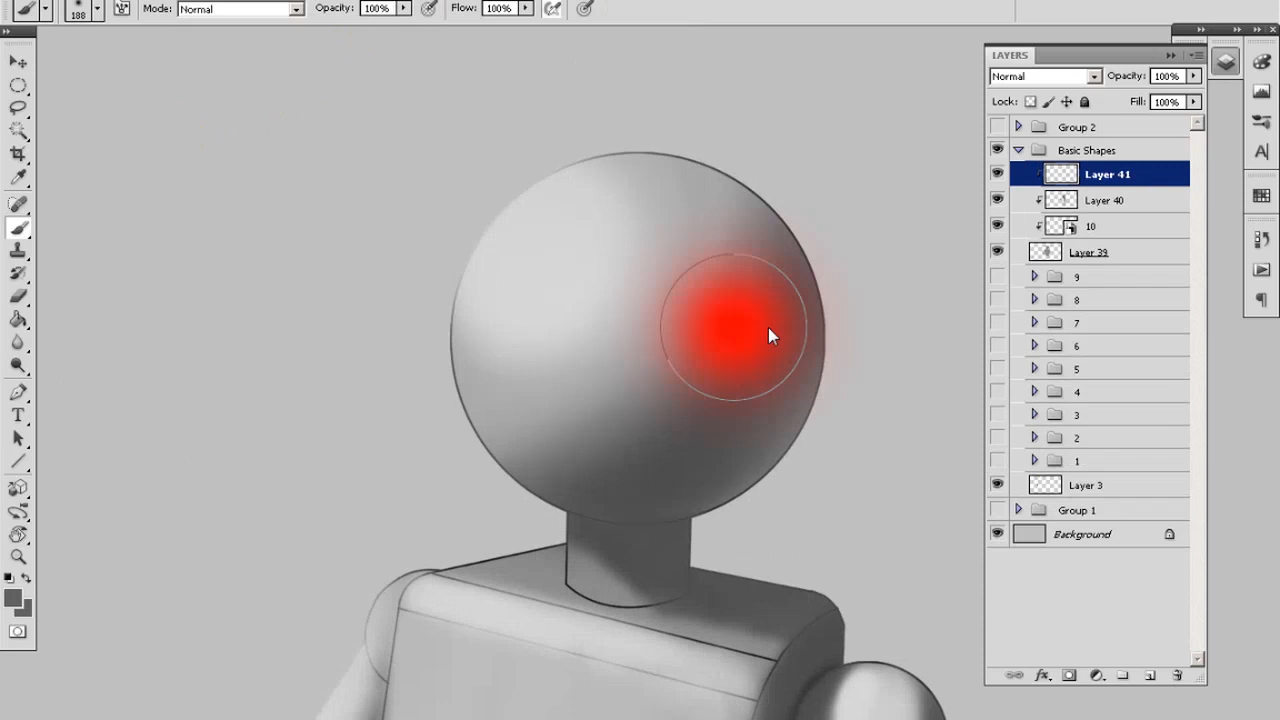 188 Mode: Normal Opacity: 100% Flow: 100%
LAYERS
Normal Opacity: 100%
Lock: Fill: 100%
Group 2
Basic Shapes
Layer 41
Layer 40
10
Layer 39
9
8
7
6
5
4
3
2
1
Layer 3
Group 1
Background